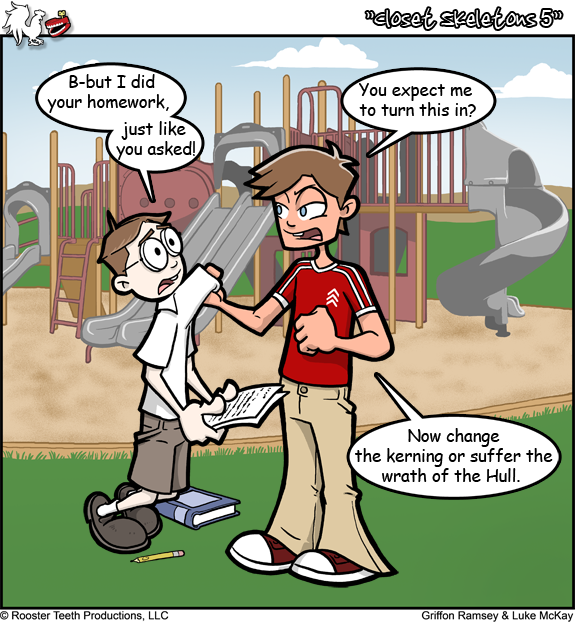 "closet skeletons 5"
B-but I did
your homework,
just like
you asked!
You expect me
to turn this in?
Now change
the kerning or suffer the
wrath of the Hull.
© Rooster Teeth Productions, LLC
Griffon Ramsey & Luke McKay